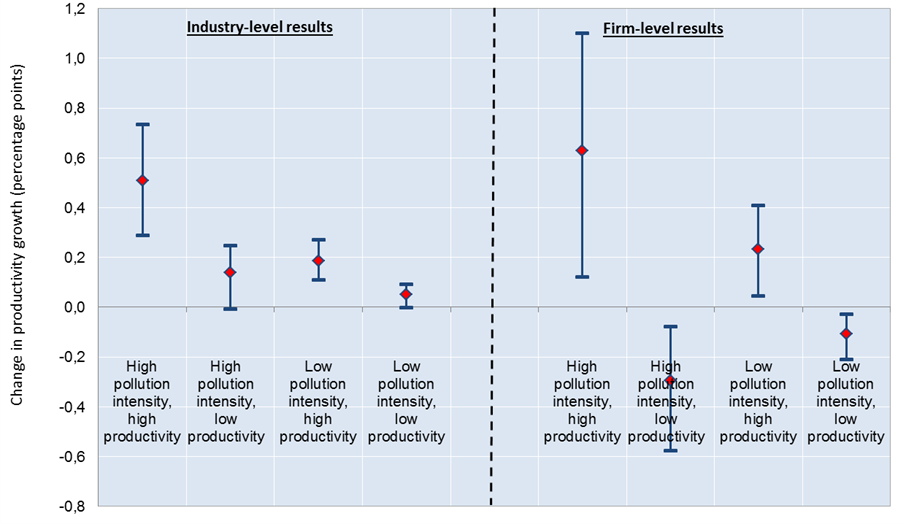 Change in productivity growth (percentage points)
1,2
1,0
0,8
0,6
0,4
0,2
0,0
-0,2
-0,4
-0,6
-0,8
Industry-level results
Firm-level results
High
pollution
intensity,
high
productivity
High
pollution
intensity,
low
productivity
Low
pollution
intensity,
high
productivity
Low
pollution
intensity,
low
productivity
High
pollution
intensity,
high
productivity
High
pollution
intensity,
low
productivity
Low
pollution
intensity,
high
productivity
Low
pollution
intensity,
low
productivity